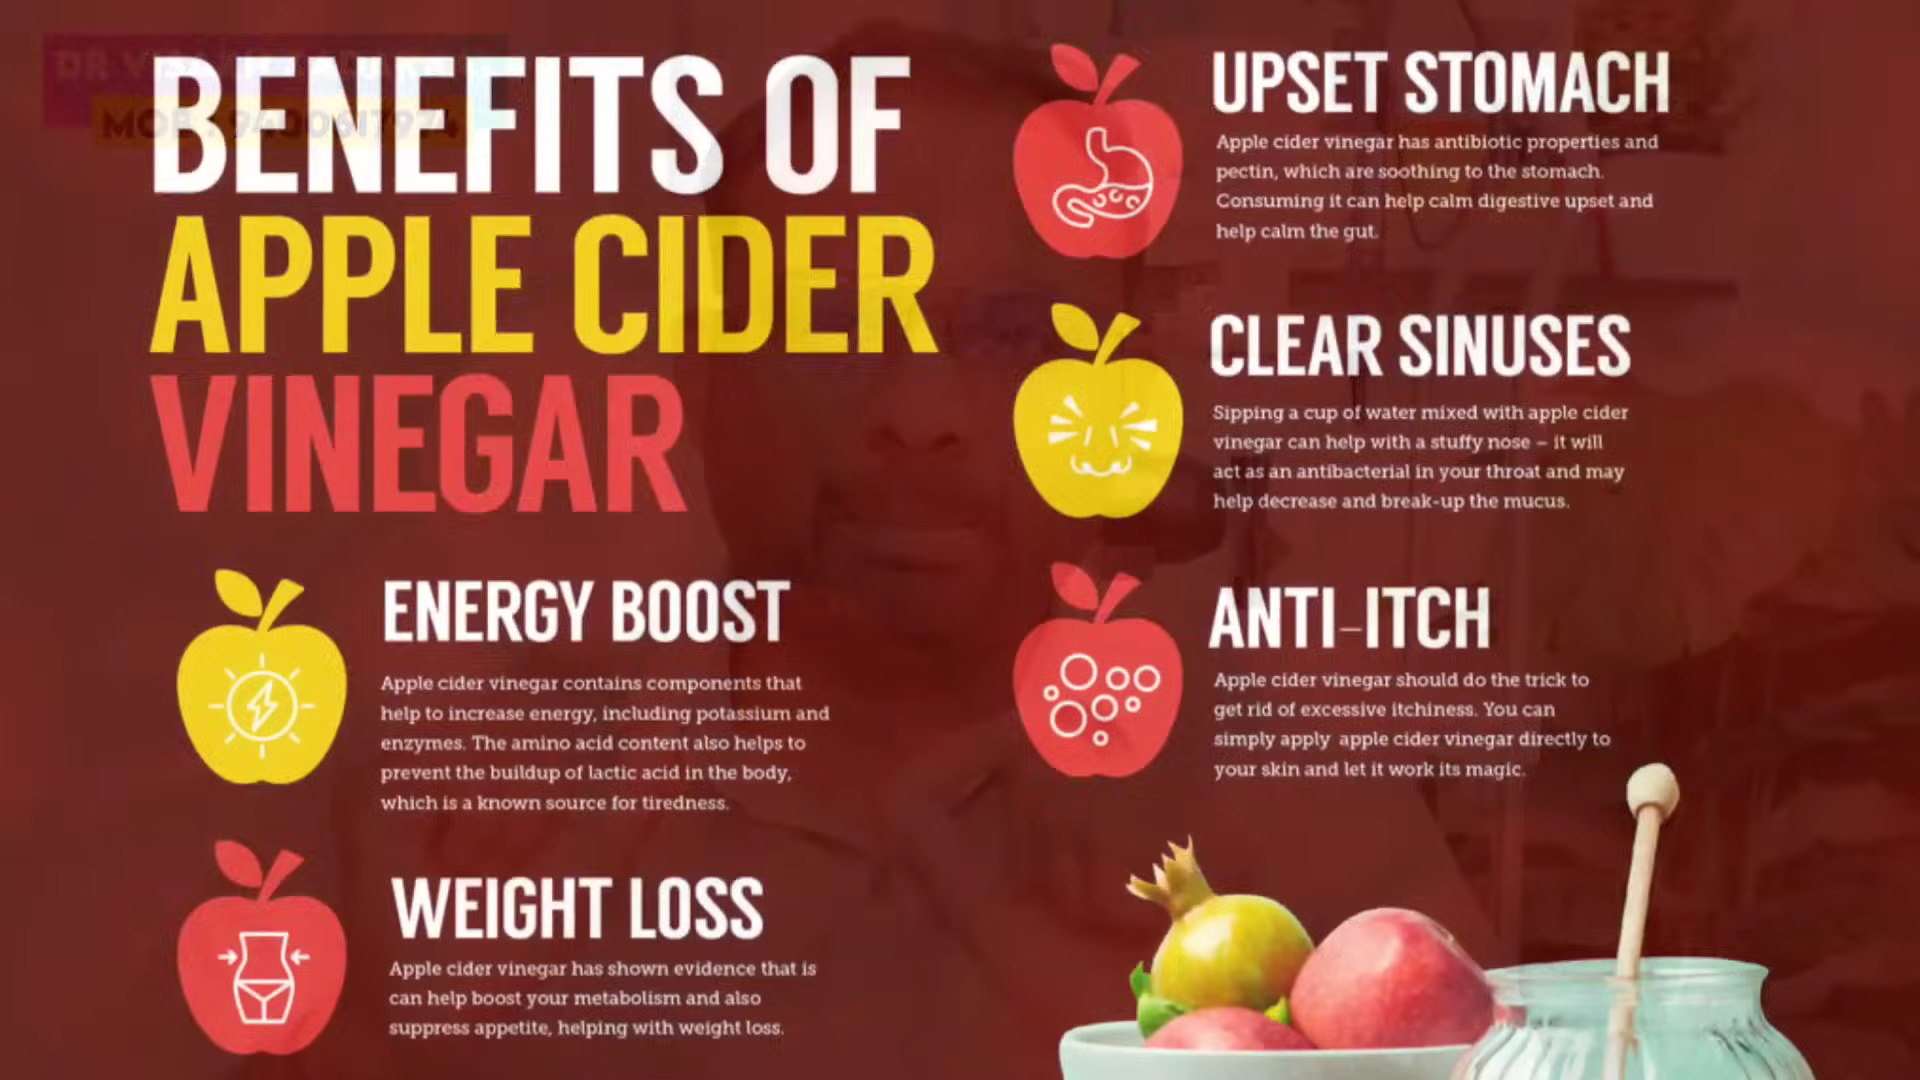 BENEFITS OF
APPLE CIDER
VINEGAR
ENERGY BOOST
Apple cider vinegar contains components that
help to increase energy, including potassium and
enzymes. The amino acid content also helps to
prevent the buildup of lactic acid in the body,
which is a known source for tiredness.
WEIGHT LOSS
Apple cider vinegar has shown evidence that is
can help boost your metabolism and also
suppress appetite, helping with weight loss.
UPSET STOMACH
Apple cider vinegar has antibiotic properties and
pectin, which are soothing to the stomach.
Consuming it can help calm digestive upset and
help calm the gut.
CLEAR SINUSES
Sipping a cup of water mixed with apple cider
vinegar can help with a stuffy nose – it will
act as an antibacterial in your throat and may
help decrease and break-up the mucus.
ANTI-ITCH
Apple cider vinegar should do the trick to
get rid of excessive itchiness. You can
simply apply apple cider vinegar directly to
your skin and let it work its magic.